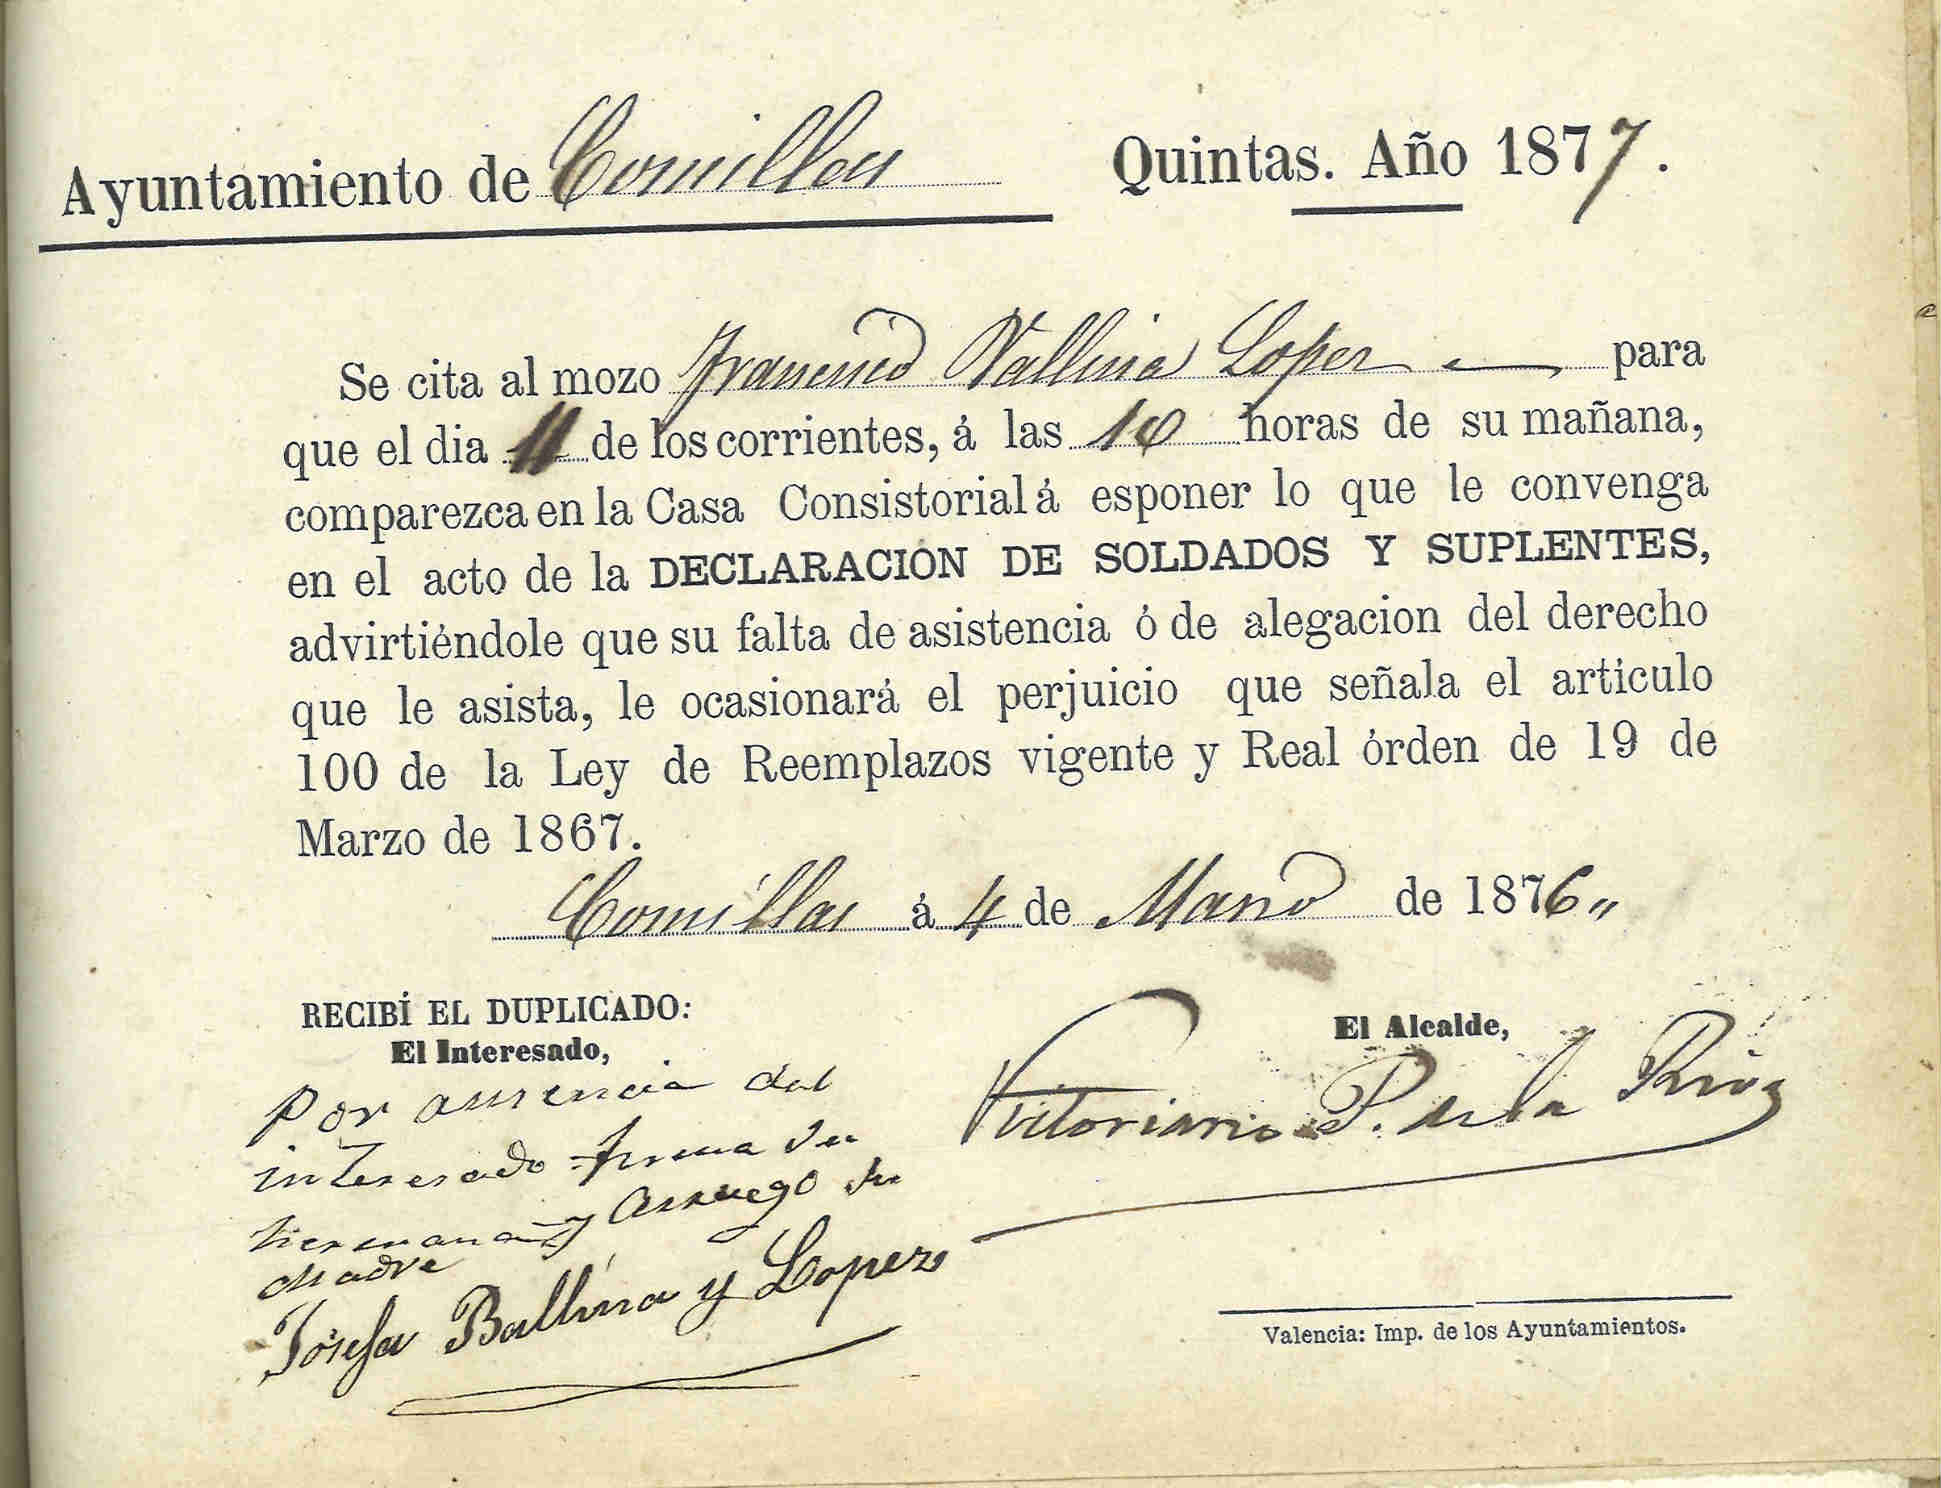 Ayuntamiento de Comillas Quintas. Año 1877.
Se cita al mozo Francisco Vallina Lopez para
que el dia 11 de los corrientes, á las 10 horas de su mañana,
comparezca en la Casa Consistorial á esponer lo que le convenga
en el acto de la DECLARACION DE SOLDADOS Y SUPLENTES,
advirtiéndole que su falta de asistencia ó de alegacion del derecho
que le asista, le ocasionará el perjuicio que señala el artículo
100 de la Ley de Reemplazos vigente y Real órden de 19 de
Marzo de 1867.
Comillas á 4 de Marzo de 1876 „
RECIBÍ EL DUPLICADO:
El Interesado,
Por ausencia del
interesado firma su
hermana y arruego su
Madre
Josefa Ballina y Lopez
El Alcalde,
Vitoriano P. de la Riva
Valencia: Imp. de los Ayuntamientos.